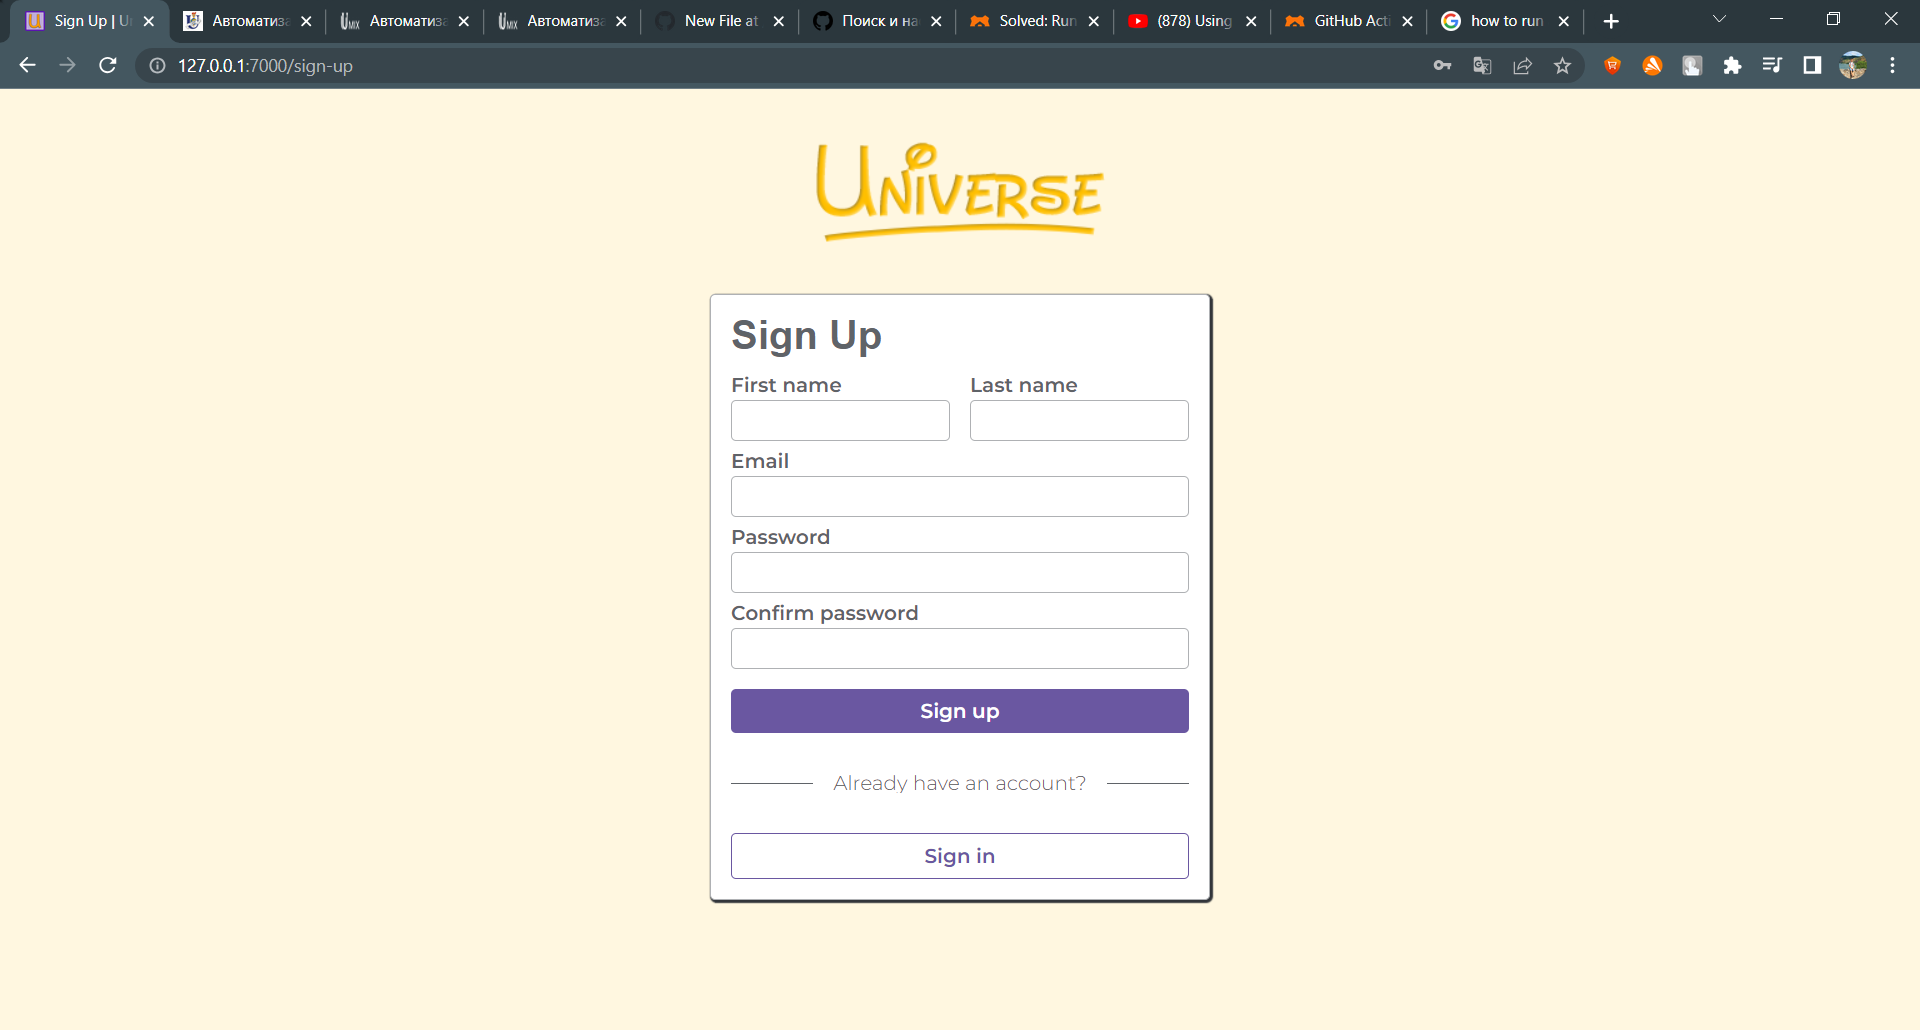 Sign Up | U
Автоматиза
Автоматиза
Автоматиза
New File at
Поиск и на
Solved: Run
(878) Using
GitHub Acti
how to run
127.0.0.1:7000/sign-up
UNIVERSE
Sign Up
First name Last name
Email
Password
Confirm password
Sign up
Already have an account?
Sign in